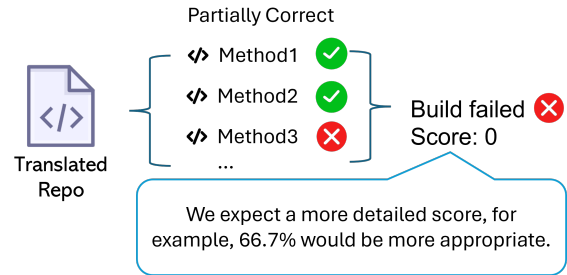 Partially Correct
</> Method1
</> Method2
</> Method3
...
</>
Translated
Repo
Build failed
Score: 0
We expect a more detailed score, for
example, 66.7% would be more appropriate.